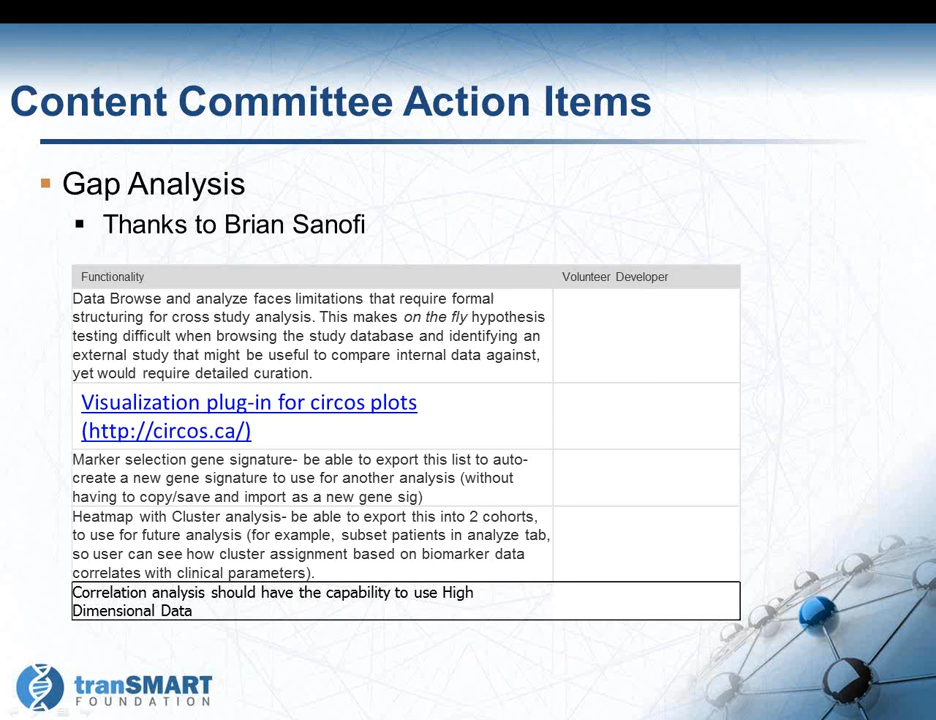 Content Committee Action Items
Gap Analysis
Thanks to Brian Sanofi
Functionality Volunteer Developer
Data Browse and analyze faces limitations that require formal
structuring for cross study analysis. This makes on the fly hypothesis
testing difficult when browsing the study database and identifying an
external study that might be useful to compare internal data against,
yet would require detailed curation.
Visualization plug-in for circos plots
(http://circos.ca/)
Marker selection gene signature- be able to export this list to auto-
create a new gene signature to use for another analysis (without
having to copy/save and import as a new gene sig)
Heatmap with Cluster analysis- be able to export this into 2 cohorts,
to use for future analysis (for example, subset patients in analyze tab,
so user can see how cluster assignment based on biomarker data
correlates with clinical parameters).
Correlation analysis should have the capability to use High
Dimensional Data
tranSMART
FOUNDATION